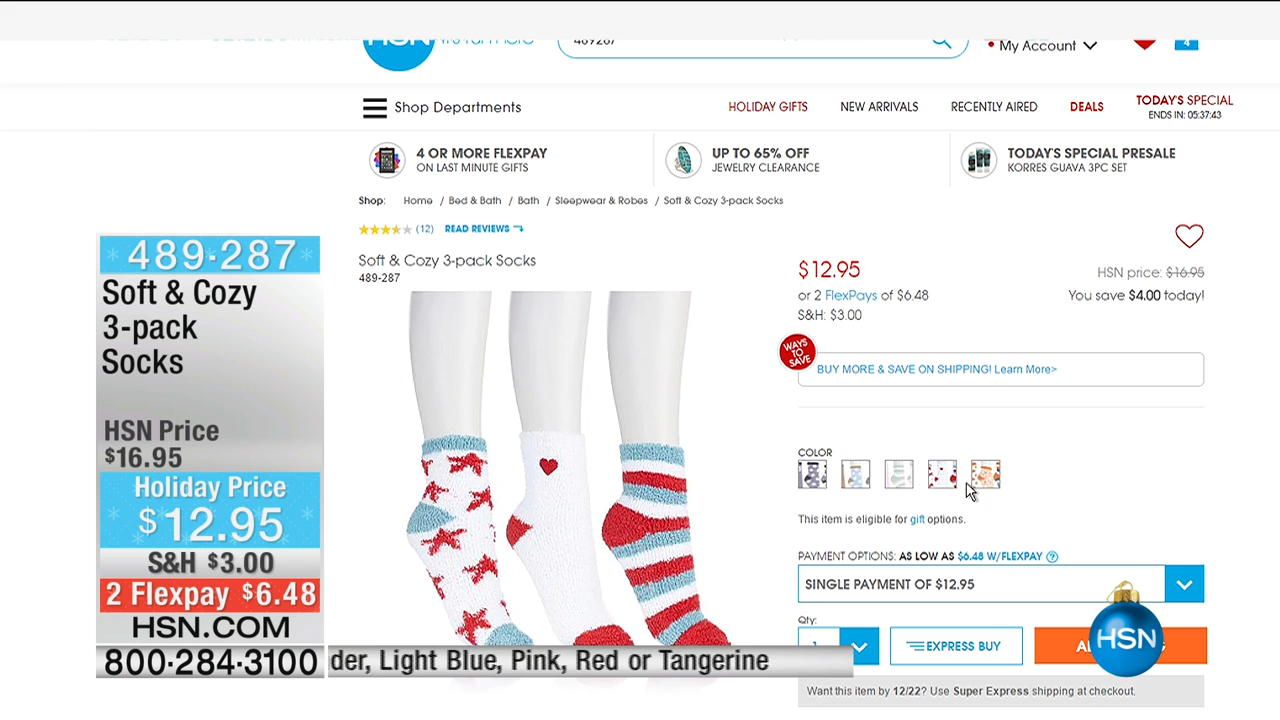 HSN
489287
My Account
4
Shop Departments
HOLIDAY GIFTS
NEW ARRIVALS
RECENTLY AIRED
DEALS
TODAY'S SPECIAL
ENDS IN: 05:37:43
4 OR MORE FLEXPAY
ON LAST MINUTE GIFTS
UP TO 65% OFF
JEWELRY CLEARANCE
TODAY'S SPECIAL PRESALE
KORRES GUAVA 3PC SET
Shop: Home / Bed & Bath / Bath / Sleepwear & Robes / Soft & Cozy 3-pack Socks
(12) READ REVIEWS
Soft & Cozy 3-pack Socks
489-287
$12.95
HSN price: $16.95
or 2 FlexPays of $6.48
You save $4.00 today!
S&H: $3.00
WAYS
TO
SAVE
BUY MORE & SAVE ON SHIPPING! Learn More>
COLOR
This item is eligible for gift options.
PAYMENT OPTIONS: AS LOW AS $6.48 W/FLEXPAY ?
SINGLE PAYMENT OF $12.95
Qty:
1
EXPRESS BUY
HSN
Want this item by 12/22? Use Super Express shipping at checkout.
489·287
Soft & Cozy
3-pack
Socks
HSN Price
$16.95
Holiday Price
$12.95
S&H $3.00
2 Flexpay $6.48
HSN.COM
800·284·3100
der, Light Blue, Pink, Red or Tangerine